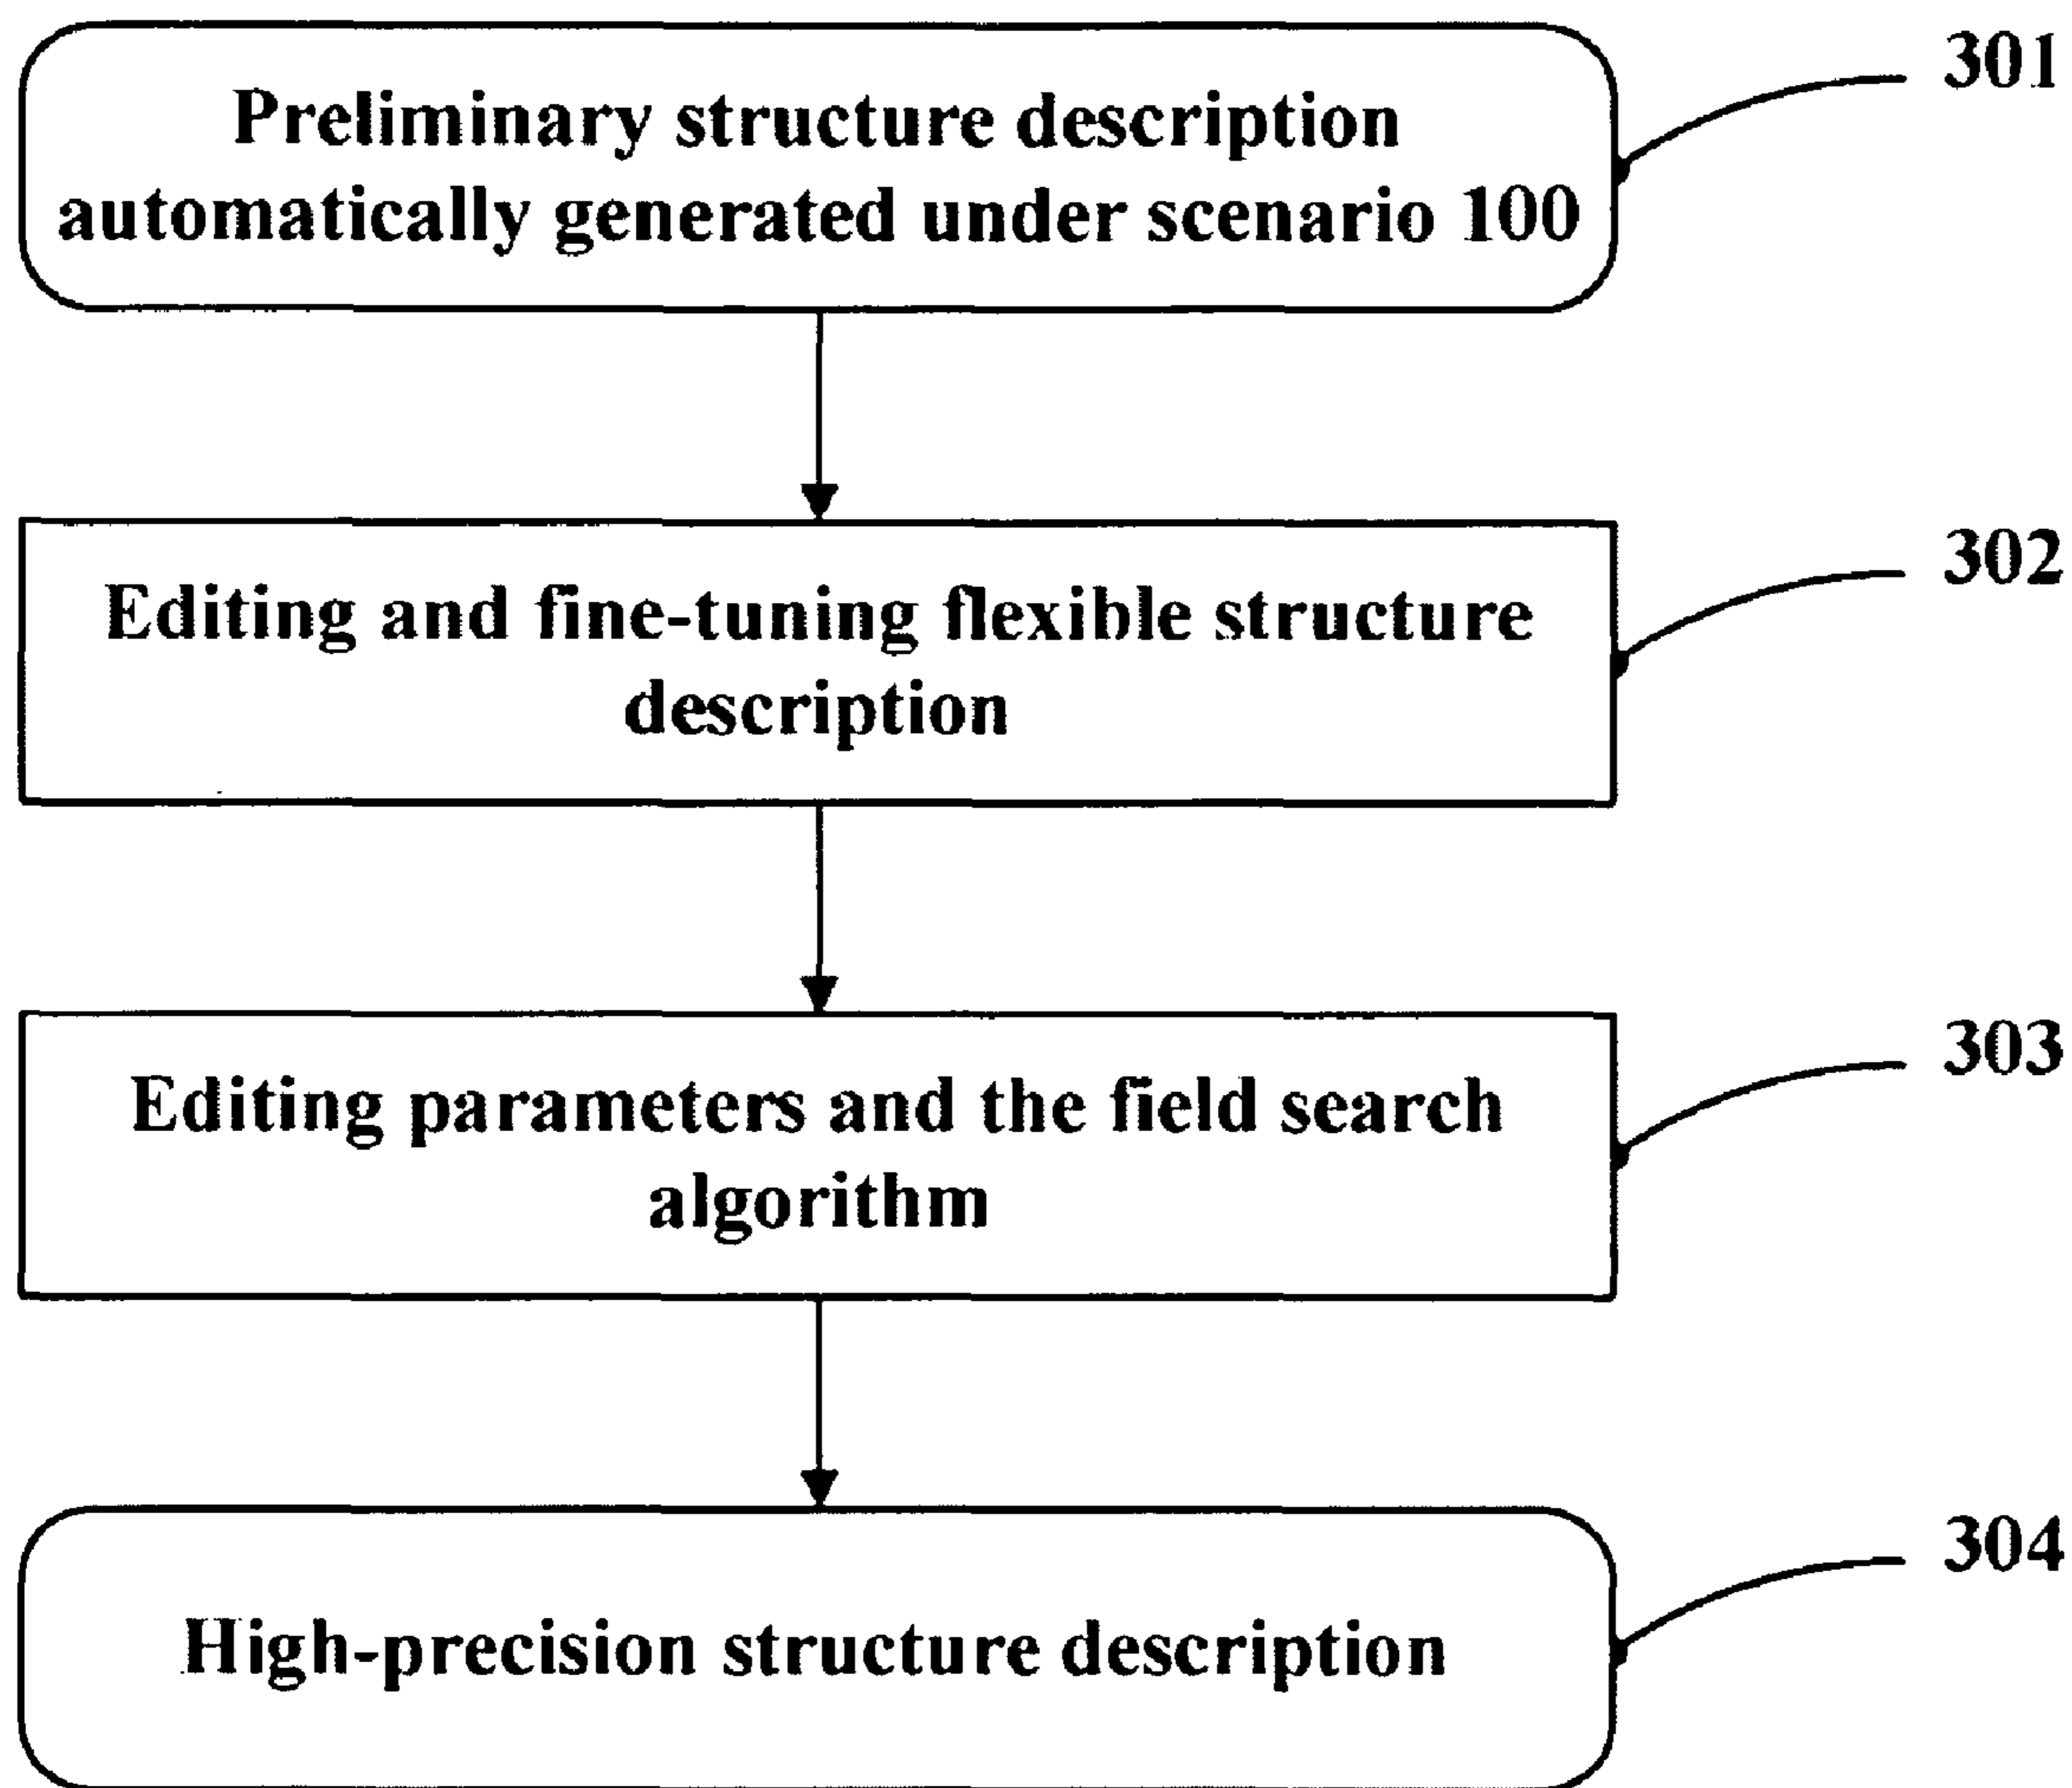 Preliminary structure description
automatically generated under scenario 100
301
Editing and fine-tuning flexible structure
description
302
Editing parameters and the field search
algorithm
303
High-precision structure description
304